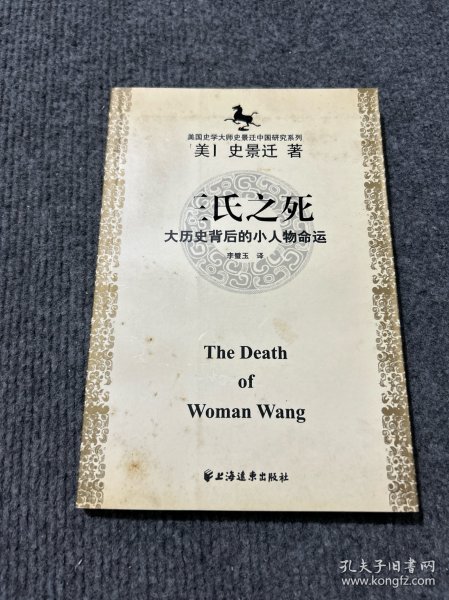 美国史学大师史景迁中国研究系列
[美] 史景迁 著
王氏之死
大历史背后的小人物命运
李璧玉 译
The Death
of
Woman Wang
上海远东出版社
孔夫子旧书网
www.kongfz.com